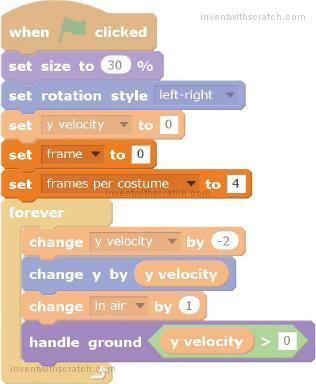 inventwithscratch.com
when clicked
set size to 30 %
set rotation style left-right
set y velocity to 0
set frame to 0
set frames per costume to 4
inventwithscratch.com
forever
change y velocity by -2
change y by y velocity
change in air by 1
handle ground y velocity > 0
inventwithscratch.com